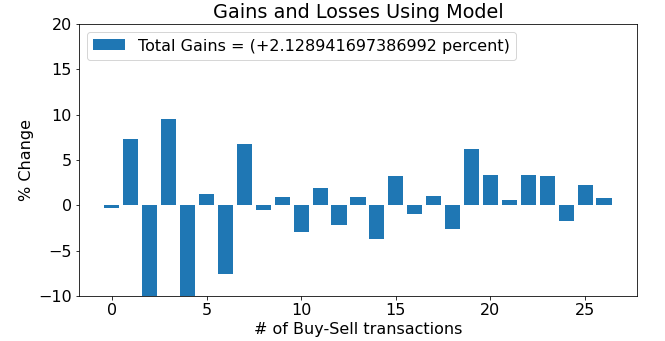 Gains and Losses Using Model
Total Gains = (+2.128941697386992 percent)
% Change
20
15
10
5
0
−5
−10
0 5 10 15 20 25
# of Buy-Sell transactions